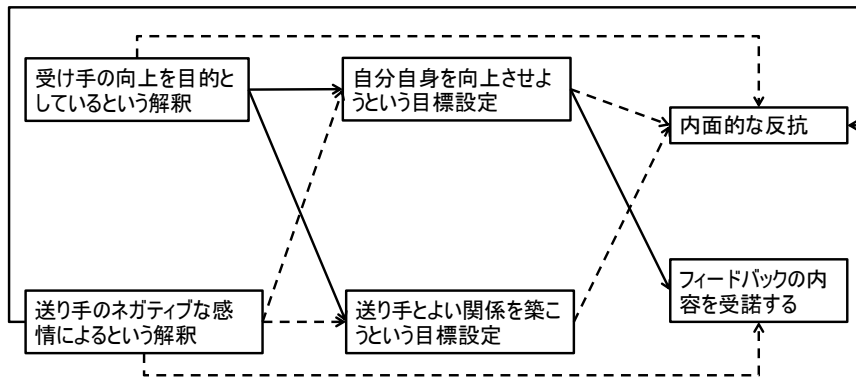 受け手の向上を目的と
しているという解釈
自分自身を向上させよ
うという目標設定
内面的な反抗
送り手のネガティブな感
情によるという解釈
送り手とよい関係を築こ
うという目標設定
フィードバックの内
容を受諾する